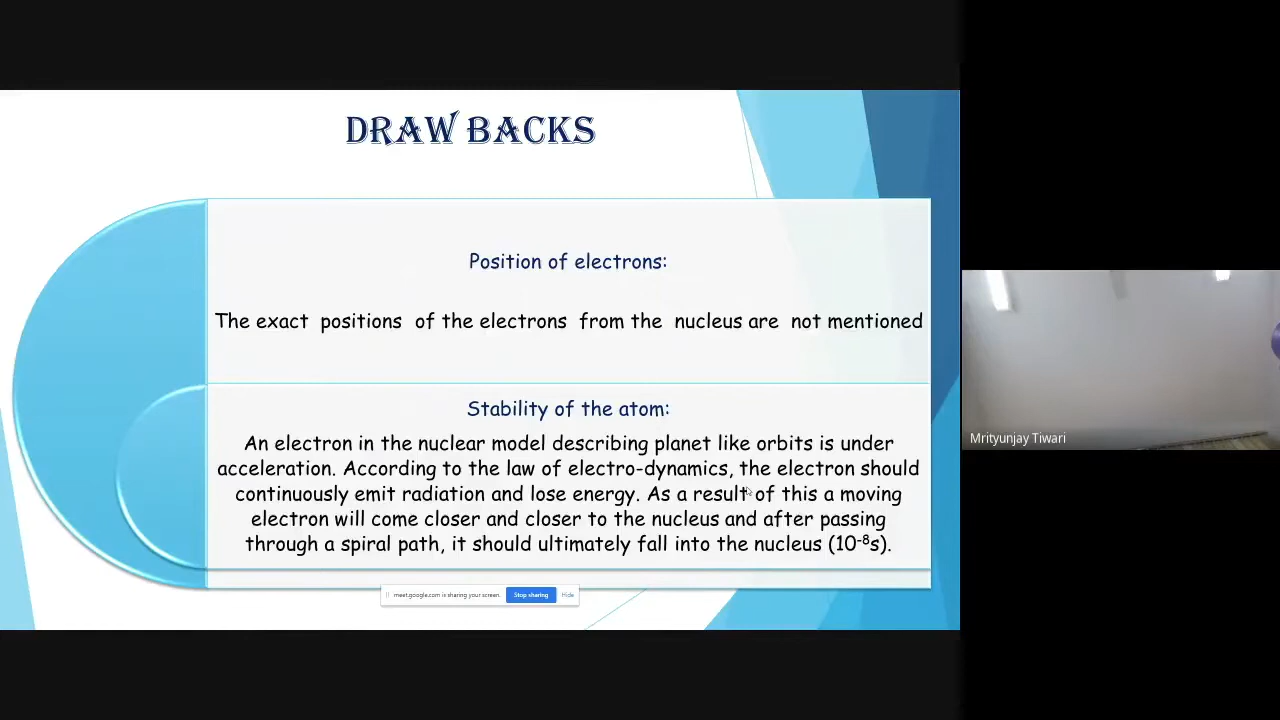 DRAW BACKS
Position of electrons:
The exact positions of the electrons from the nucleus are not mentioned
Stability of the atom:
An electron in the nuclear model describing planet like orbits is under
acceleration. According to the law of electro-dynamics, the electron should
continuously emit radiation and lose energy. As a result of this a moving
electron will come closer and closer to the nucleus and after passing
through a spiral path, it should ultimately fall into the nucleus (10⁻⁸s).
meet.google.com is sharing your screen. Stop sharing Hide
Mrityunjay Tiwari